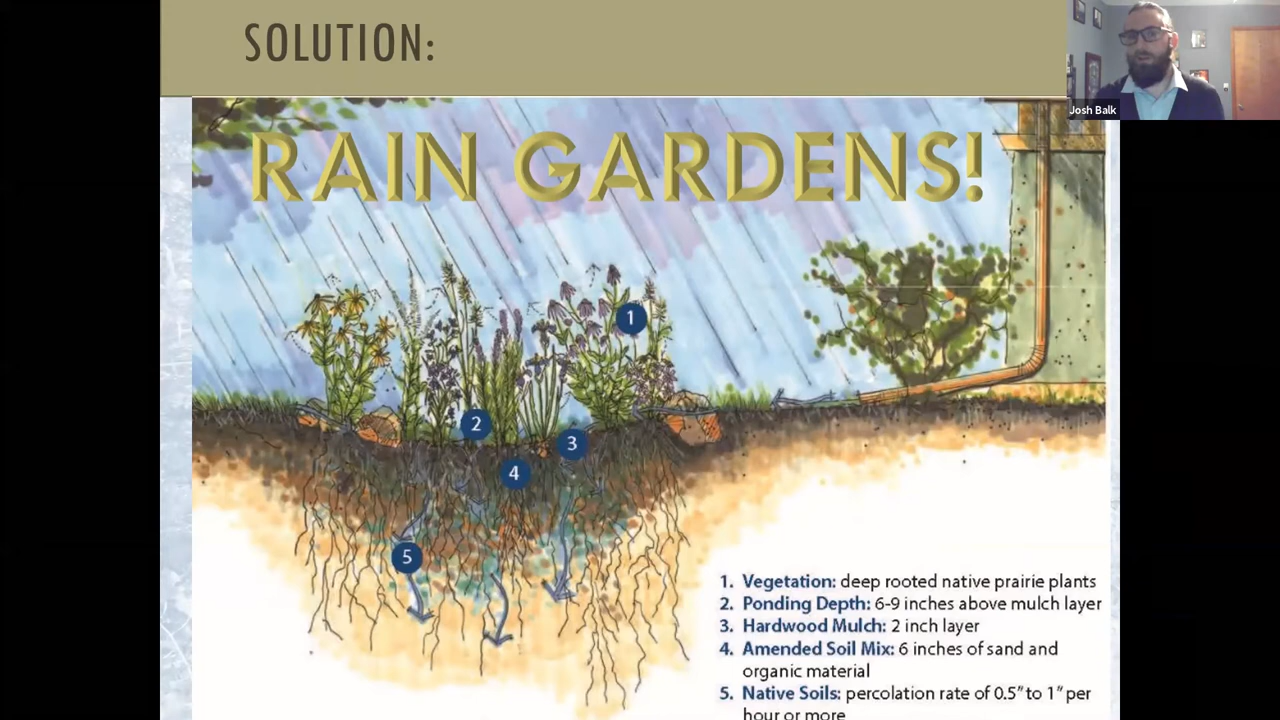 SOLUTION:
Josh Balk
RAIN GARDENS!
1
2
3
4
5
1. Vegetation: deep rooted native prairie plants
2. Ponding Depth: 6-9 inches above mulch layer
3. Hardwood Mulch: 2 inch layer
4. Amended Soil Mix: 6 inches of sand and
organic material
5. Native Soils: percolation rate of 0.5" to 1" per
hour or more